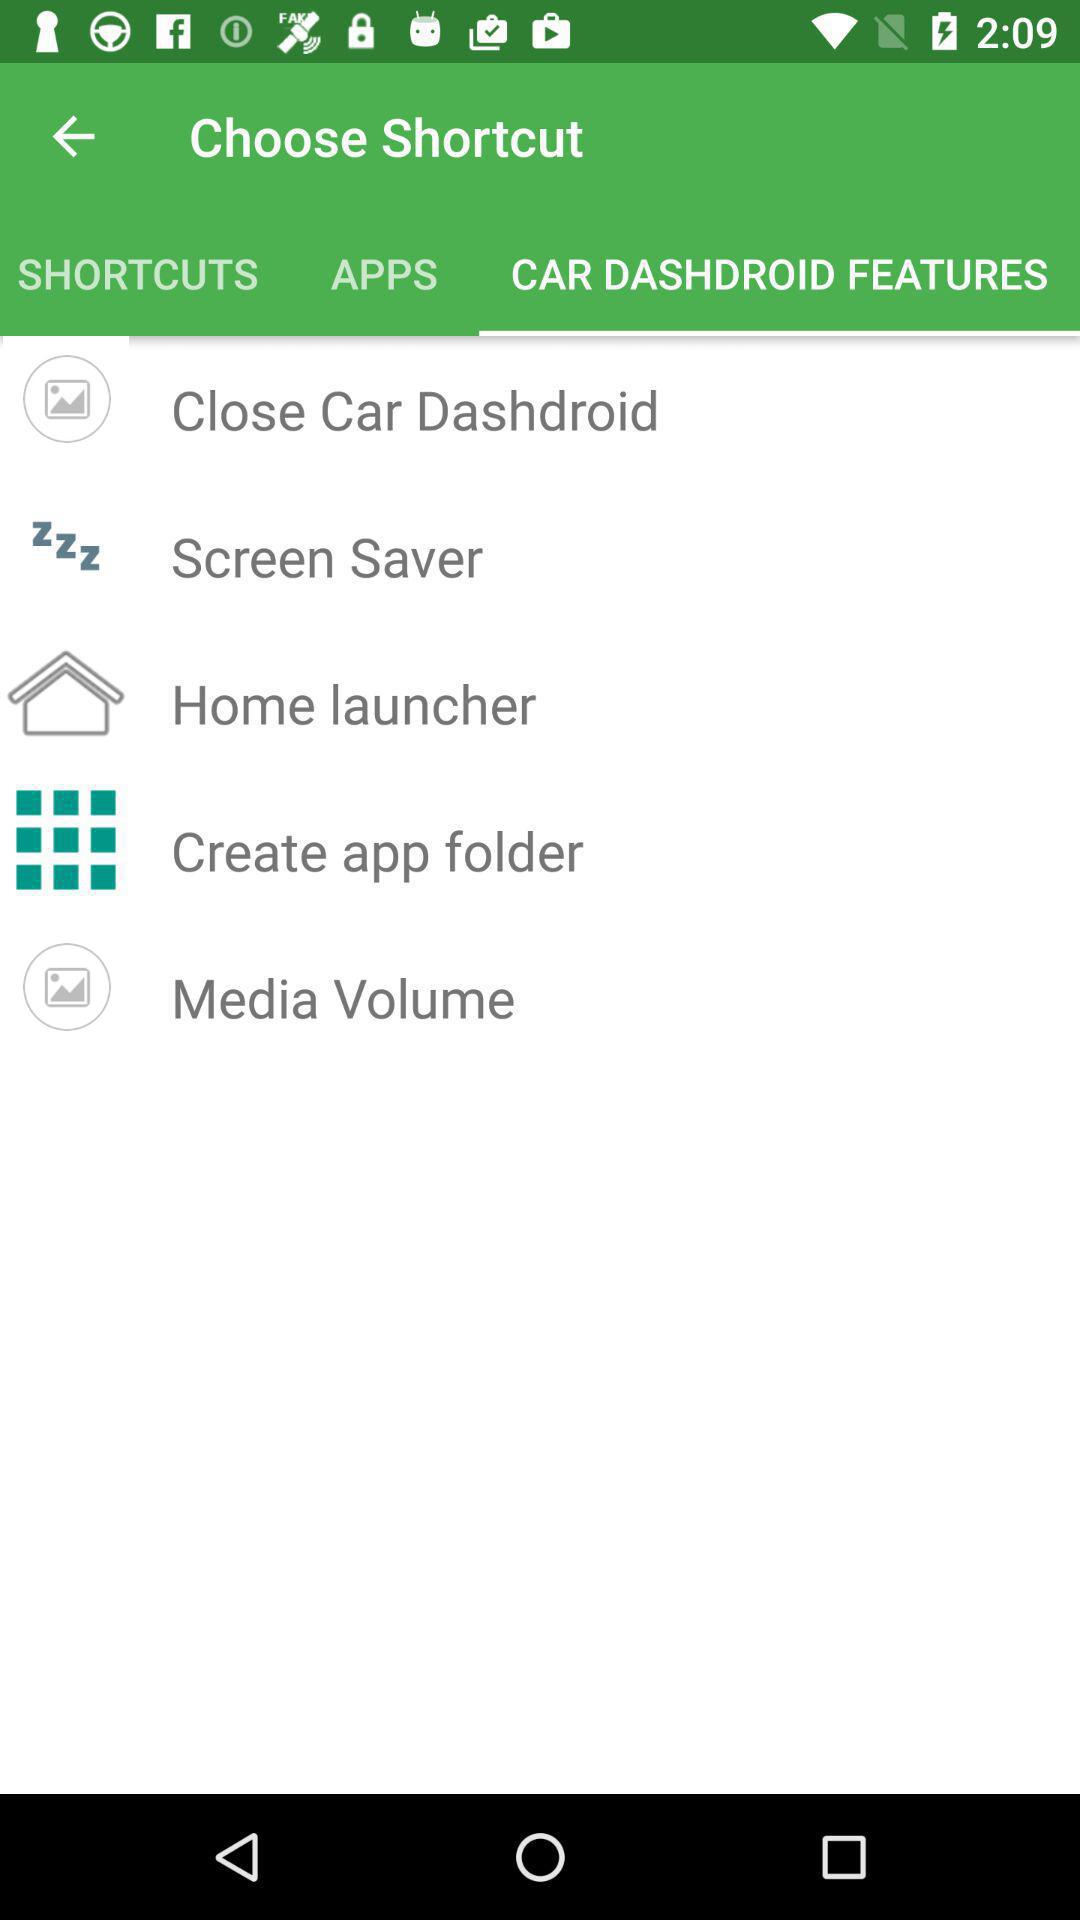 FAKE
2:09
Choose Shortcut
SHORTCUTS APPS CAR DASHDROID FEATURES
Close Car Dashdroid
zzz Screen Saver
Home launcher
Create app folder
Media Volume